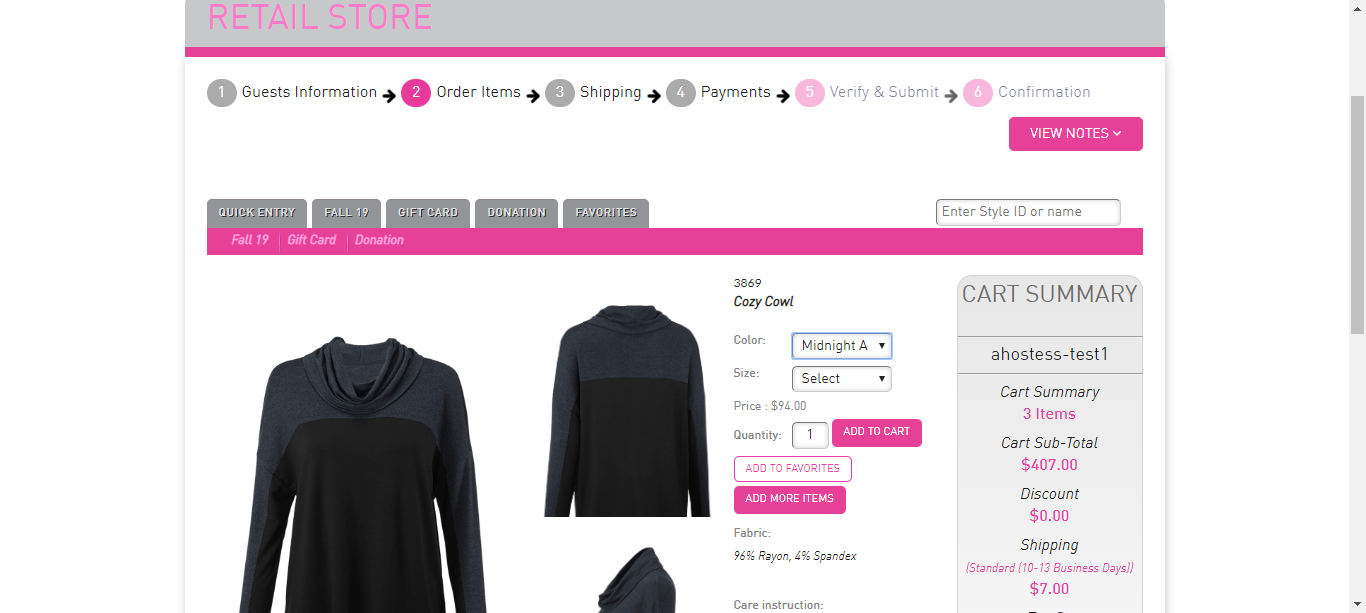 RETAIL STORE
1 Guests Information 2 Order Items 3 Shipping 4 Payments 5 Verify & Submit 6 Confirmation
VIEW NOTES
QUICK ENTRY FALL 19 GIFT CARD DONATION FAVORITES
Enter Style ID or name
Fall 19 Gift Card Donation
3869
Cozy Cowl
Color: Midnight A
Size: Select
Price : $94.00
Quantity: 1 ADD TO CART
ADD TO FAVORITES
ADD MORE ITEMS
Fabric:
96% Rayon, 4% Spandex
Care instruction:
CART SUMMARY
ahostess-test1
Cart Summary
3 Items
Cart Sub-Total
$407.00
Discount
$0.00
Shipping
(Standard (10-13 Business Days))
$7.00